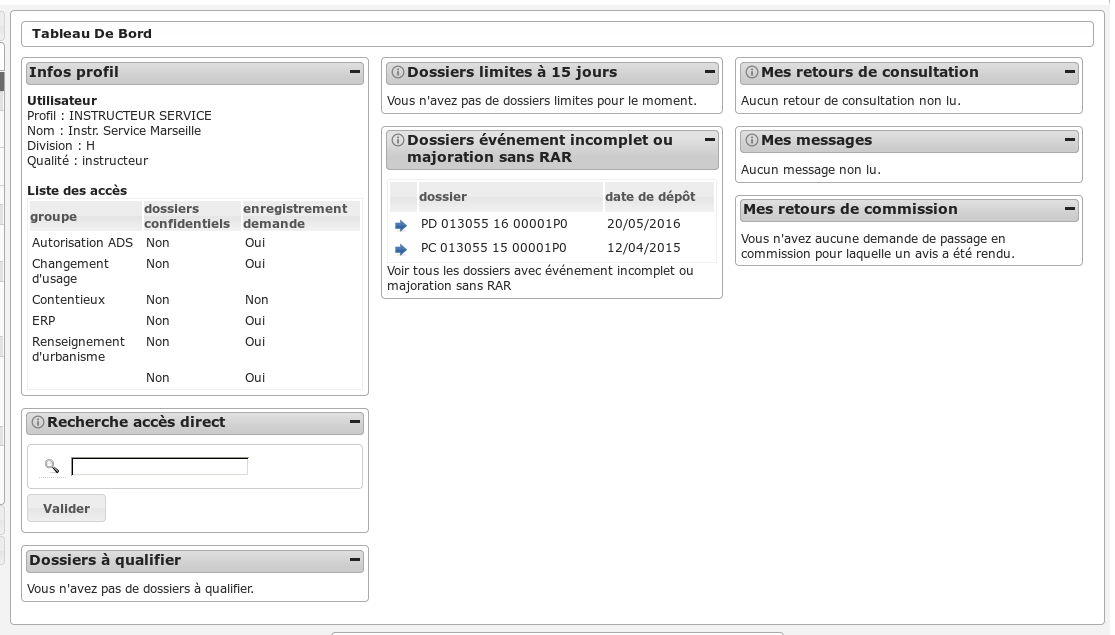 Tableau De Bord
Infos profil
Utilisateur
Profil : INSTRUCTEUR SERVICE
Nom : Instr. Service Marseille
Division : H
Qualité : instructeur
Liste des accès
groupe dossiers confidentiels enregistrement demande
Autorisation ADS Non Oui
Changement d'usage Non Oui
Contentieux Non Non
ERP Non Oui
Renseignement d'urbanisme Non Oui
Non Oui
Recherche accès direct
Valider
Dossiers à qualifier
Vous n'avez pas de dossiers à qualifier.
Dossiers limites à 15 jours
Vous n'avez pas de dossiers limites pour le moment.
Dossiers événement incomplet ou
majoration sans RAR
dossier date de dépôt
PD 013055 16 00001P0 20/05/2016
PC 013055 15 00001P0 12/04/2015
Voir tous les dossiers avec événement incomplet ou
majoration sans RAR
Mes retours de consultation
Aucun retour de consultation non lu.
Mes messages
Aucun message non lu.
Mes retours de commission
Vous n'avez aucune demande de passage en
commission pour laquelle un avis a été rendu.